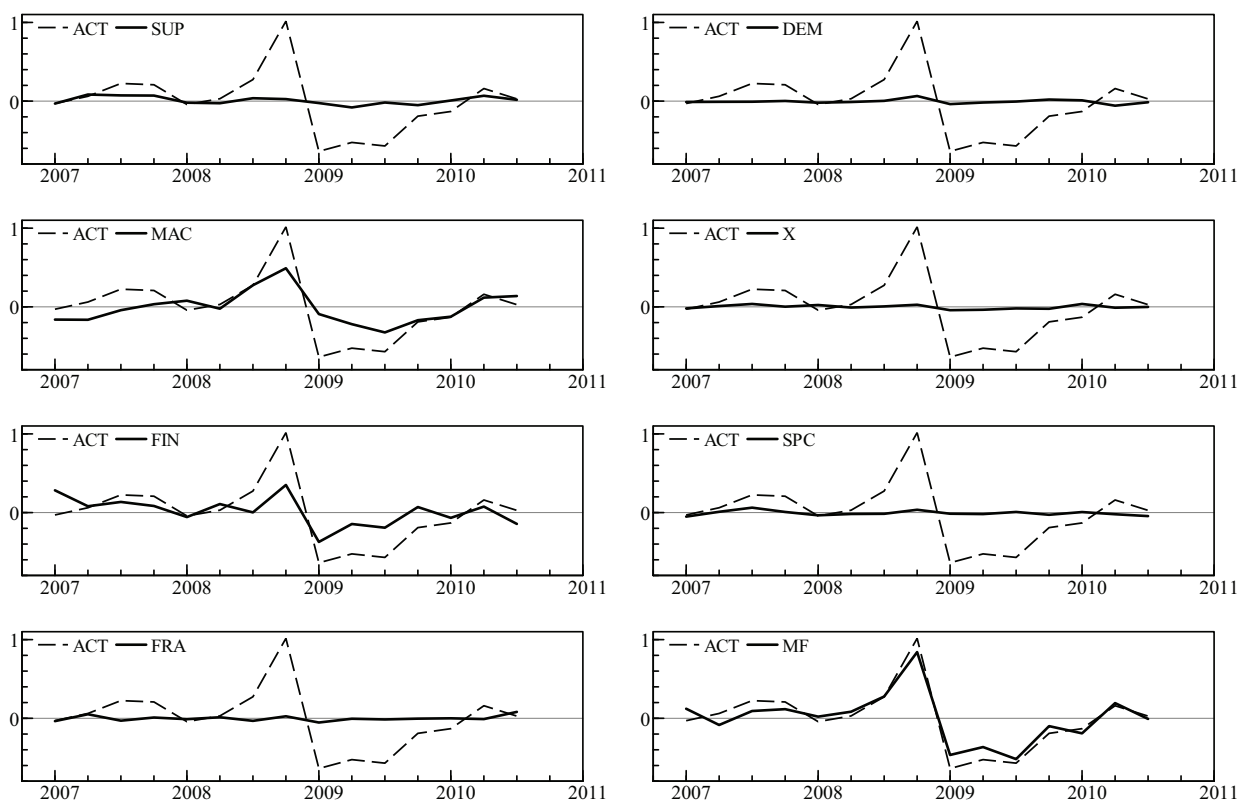 1 ACT SUP
0
2007 2008 2009 2010 2011
1 ACT DEM
0
2007 2008 2009 2010 2011
1 ACT MAC
0
2007 2008 2009 2010 2011
1 ACT X
0
2007 2008 2009 2010 2011
1 ACT FIN
0
2007 2008 2009 2010 2011
1 ACT SPC
0
2007 2008 2009 2010 2011
1 ACT FRA
0
2007 2008 2009 2010 2011
1 ACT MF
0
2007 2008 2009 2010 2011